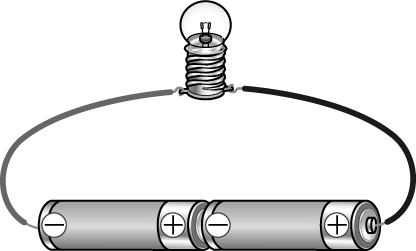 − + − +